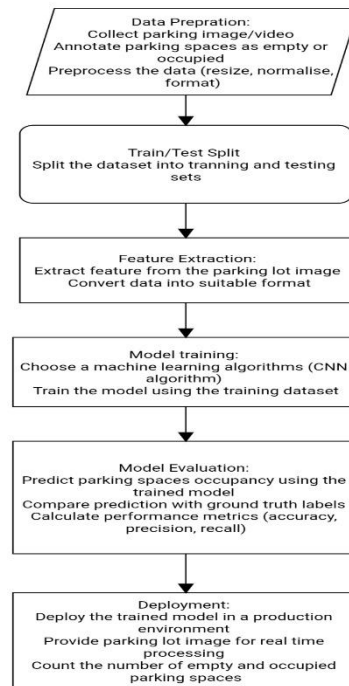 Data Prepration:
Collect parking image/video
Annotate parking spaces as empty or
occupied
Preprocess the data (resize, normalise,
format)
Train/Test Split
Split the dataset into tranning and testing
sets
Feature Extraction:
Extract feature from the parking lot image
Convert data into suitable format
Model training:
Choose a machine learning algorithms (CNN
algorithm)
Train the model using the training dataset
Model Evaluation:
Predict parking spaces occupancy using the
trained model
Compare prediction with ground truth labels
Calculate performance metrics (accuracy,
precision, recall)
Deployment:
Deploy the trained model in a production
environment
Provide parking lot image for real time
processing
Count the number of empty and occupied
parking spaces